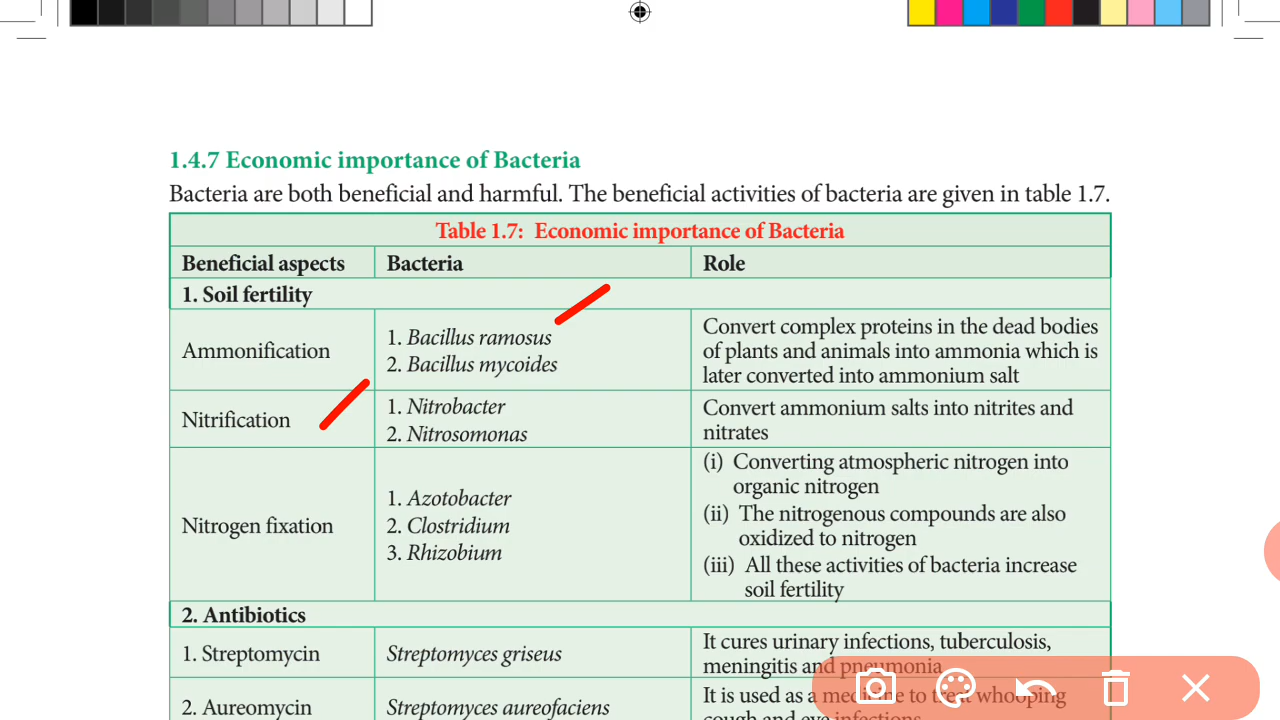 1.4.7 Economic importance of Bacteria
Bacteria are both beneficial and harmful. The beneficial activities of bacteria are given in table 1.7.
Table 1.7: Economic importance of Bacteria
Beneficial aspects Bacteria Role
1. Soil fertility
Ammonification
1. Bacillus ramosus
2. Bacillus mycoides
Convert complex proteins in the dead bodies
of plants and animals into ammonia which is
later converted into ammonium salt
Nitrification
1. Nitrobacter
2. Nitrosomonas
Convert ammonium salts into nitrites and
nitrates
Nitrogen fixation
1. Azotobacter
2. Clostridium
3. Rhizobium
(i) Converting atmospheric nitrogen into
organic nitrogen
(ii) The nitrogenous compounds are also
oxidized to nitrogen
(iii) All these activities of bacteria increase
soil fertility
2. Antibiotics
1. Streptomycin
Streptomyces griseus
It cures urinary infections, tuberculosis,
meningitis and pneumonia
2. Aureomycin
Streptomyces aureofaciens
It is used as a medicine to treat whooping
cough and eye infections